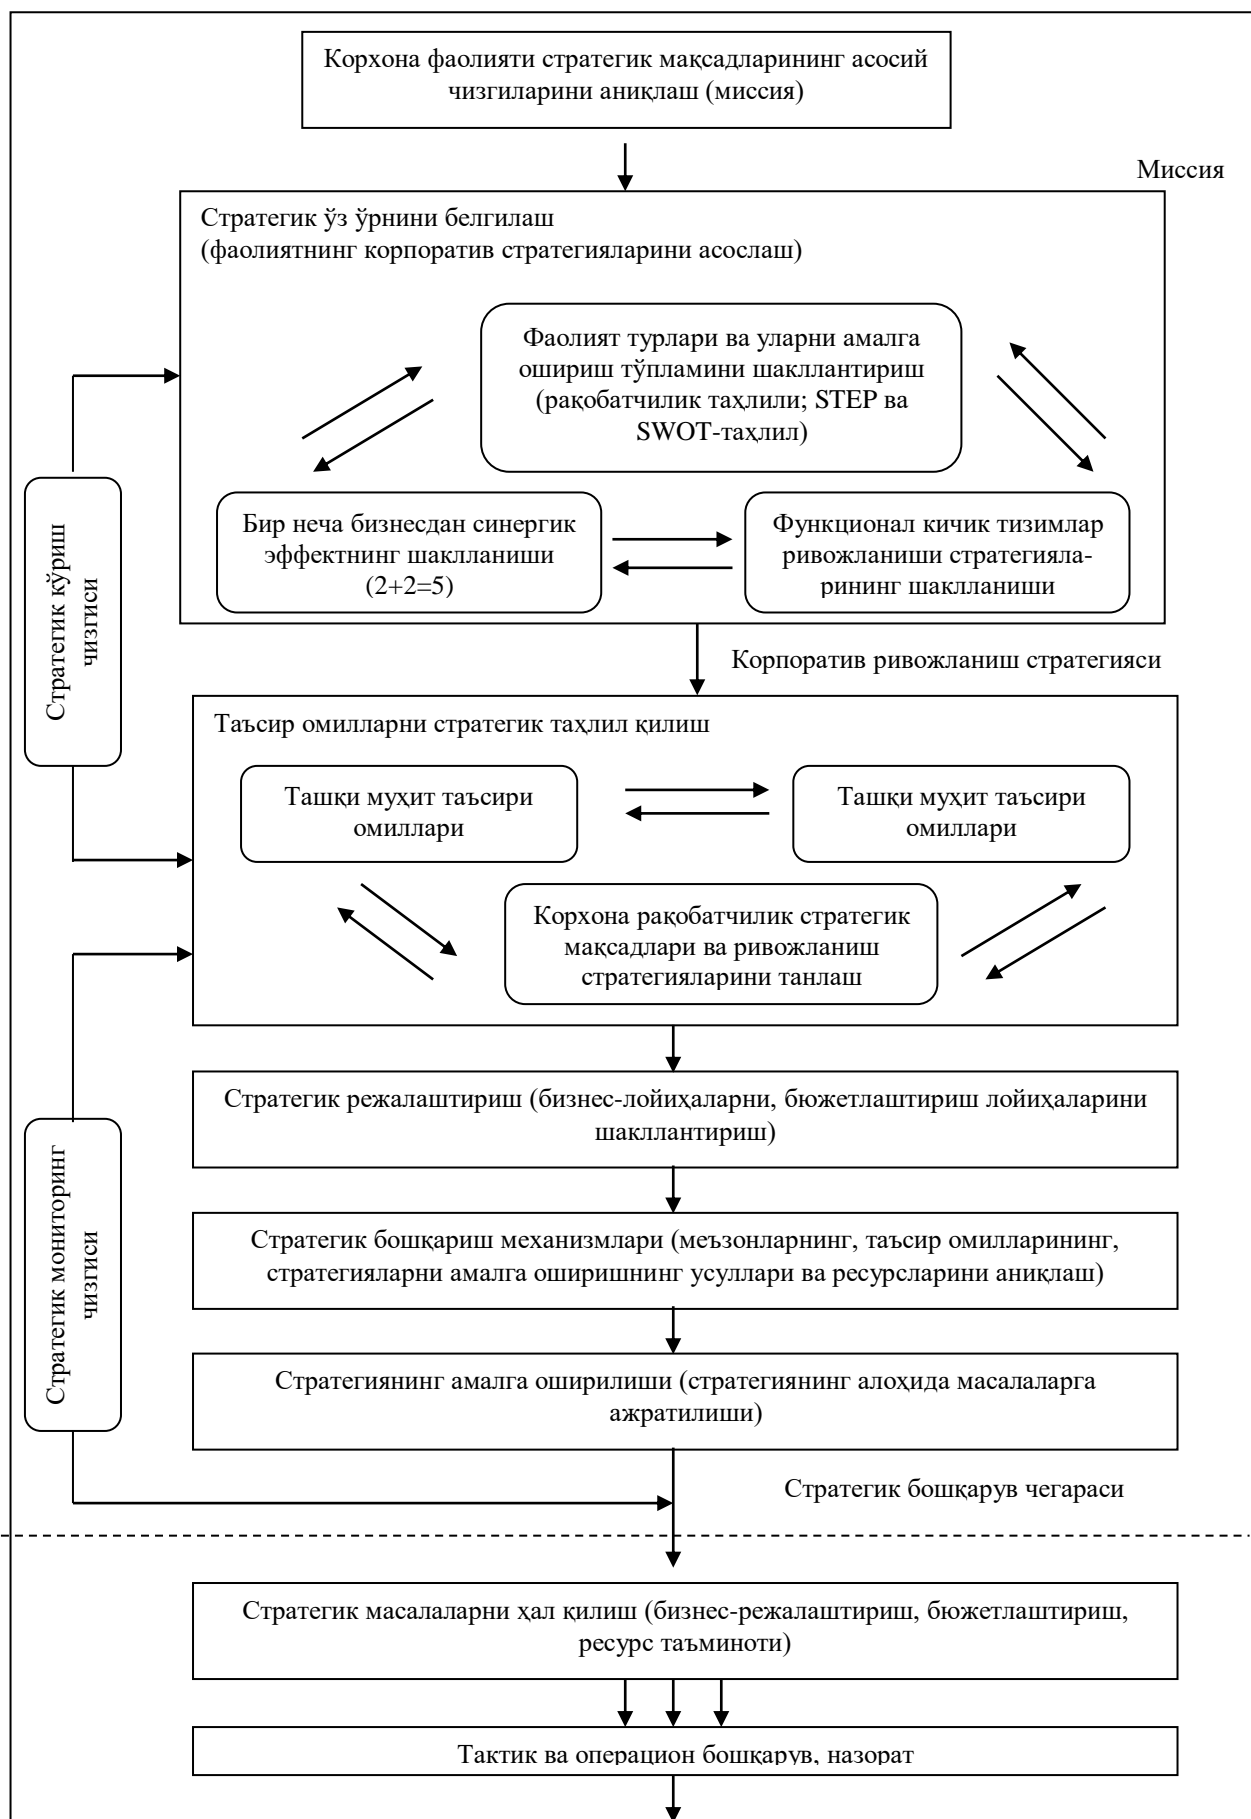 Корхона фаолияти стратегик мақсадларининг асосий
чизгиларини аниқлаш (миссия)
Миссия
Стратегик ўз ўрнини белгилаш
(фаолиятнинг корпоратив стратегияларини асослаш)
Фаолият турлари ва уларни амалга
ошириш тўпламини шакллантириш
(рақобатчилик таҳлили; STEP ва
SWOT-таҳлил)
Бир неча бизнесдан синергик
эффектнинг шаклланиши
(2+2=5)
Функционал кичик тизимлар
ривожланиши стратегияла-
рининг шаклланиши
Стратегик кўриш
чизгиси
Корпоратив ривожланиш стратегияси
Таъсир омилларни стратегик таҳлил қилиш
Ташқи муҳит таъсири
омиллари
Ташқи муҳит таъсири
омиллари
Корхона рақобатчилик стратегик
мақсадлари ва ривожланиш
стратегияларини танлаш
Стратегик режалаштириш (бизнес-лойиҳаларни, бюжетлаштириш лойиҳаларини
шакллантириш)
Стратегик мониторинг
чизгиси
Стратегик бошқариш механизмлари (меъзонларнинг, таъсир омилларининг,
стратегияларни амалга оширишнинг усуллари ва ресурсларини аниқлаш)
Стратегиянинг амалга оширилиши (стратегиянинг алоҳида масалаларга
ажратилиши)
Стратегик бошқарув чегараси
Стратегик масалаларни ҳал қилиш (бизнес-режалаштириш, бюжетлаштириш,
ресурс таъминоти)
Тактик ва операцион бошқарув, назорат